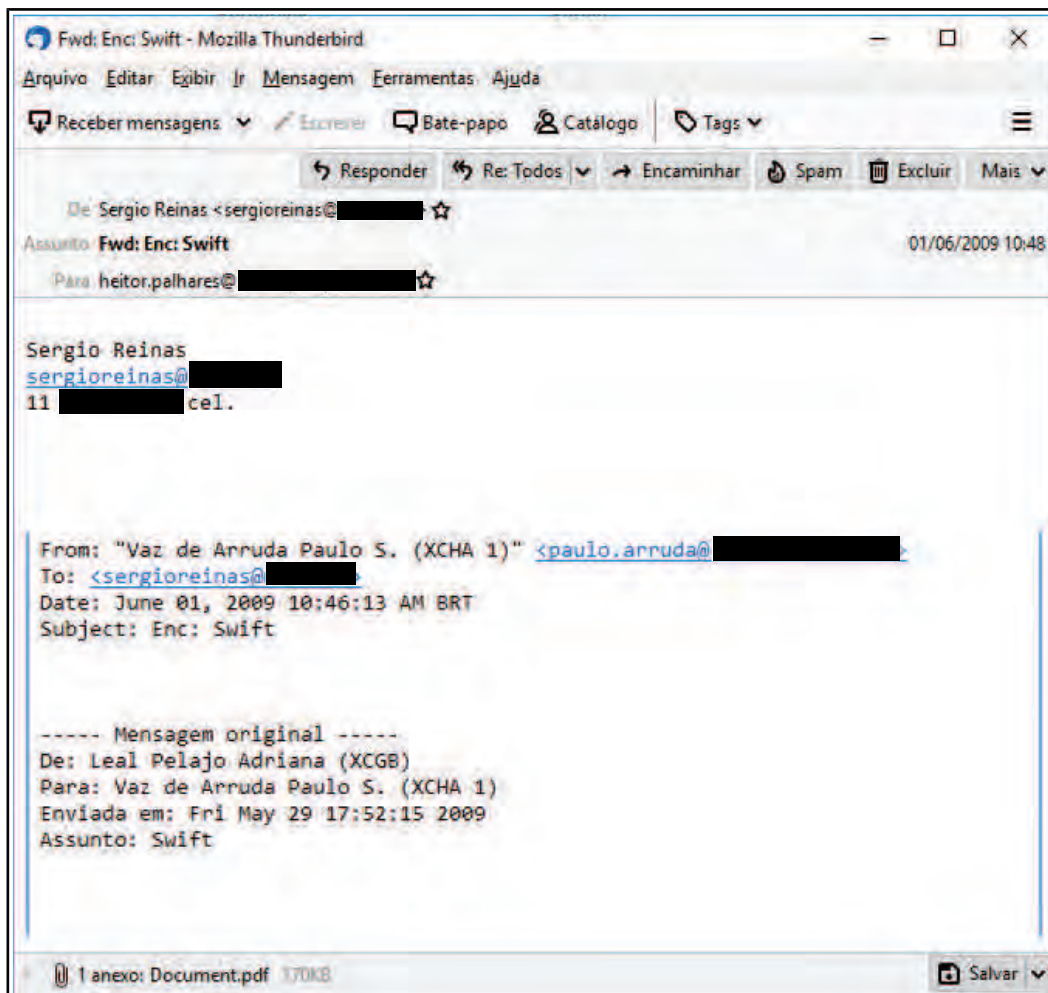 Fwd: Enc: Swift - Mozilla Thunderbird
Arquivo Editar Exibir Ir Mensagem Ferramentas Ajuda
Receber mensagens Escrever Bate-papo Catálogo Tags
Responder Re: Todos Encaminhar Spam Excluir Mais
De Sergio Reinas <sergioreinas@
Assunto Fwd: Enc: Swift 01/06/2009 10:48
Para heitor.palhares@
Sergio Reinas
sergioreinas@
11 cel.
From: "Vaz de Arruda Paulo S. (XCHA 1)" <paulo.arruda@ >
To: <sergioreinas@ >
Date: June 01, 2009 10:46:13 AM BRT
Subject: Enc: Swift
----- Mensagem original -----
De: Leal Pelajo Adriana (XCGB)
Para: Vaz de Arruda Paulo S. (XCHA 1)
Enviada em: Fri May 29 17:52:15 2009
Assunto: Swift
1 anexo: Document.pdf 170KB Salvar